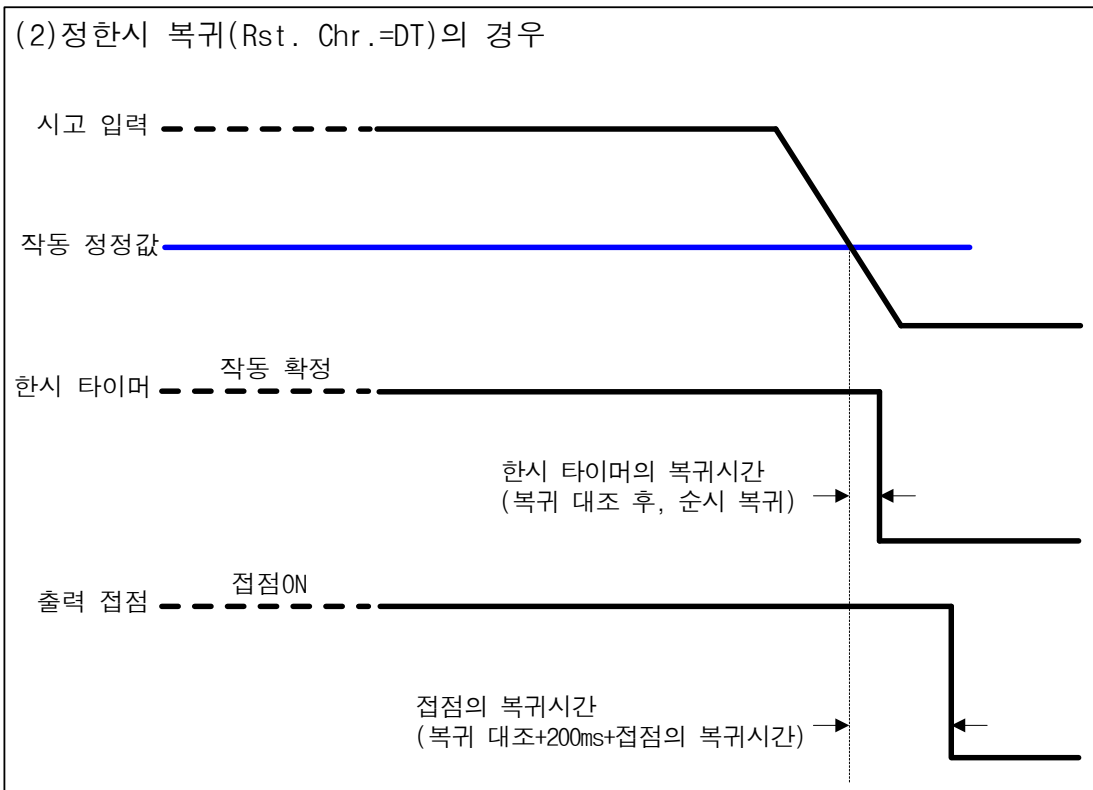 (2)정한시 복귀(Rst. Chr.=DT)의 경우
시고 입력
작동 정정값
작동 확정
한시 타이머
한시 타이머의 복귀시간
(복귀 대조 후, 순시 복귀)
접점ON
출력 접점
접점의 복귀시간
(복귀 대조+200ms+접점의 복귀시간)